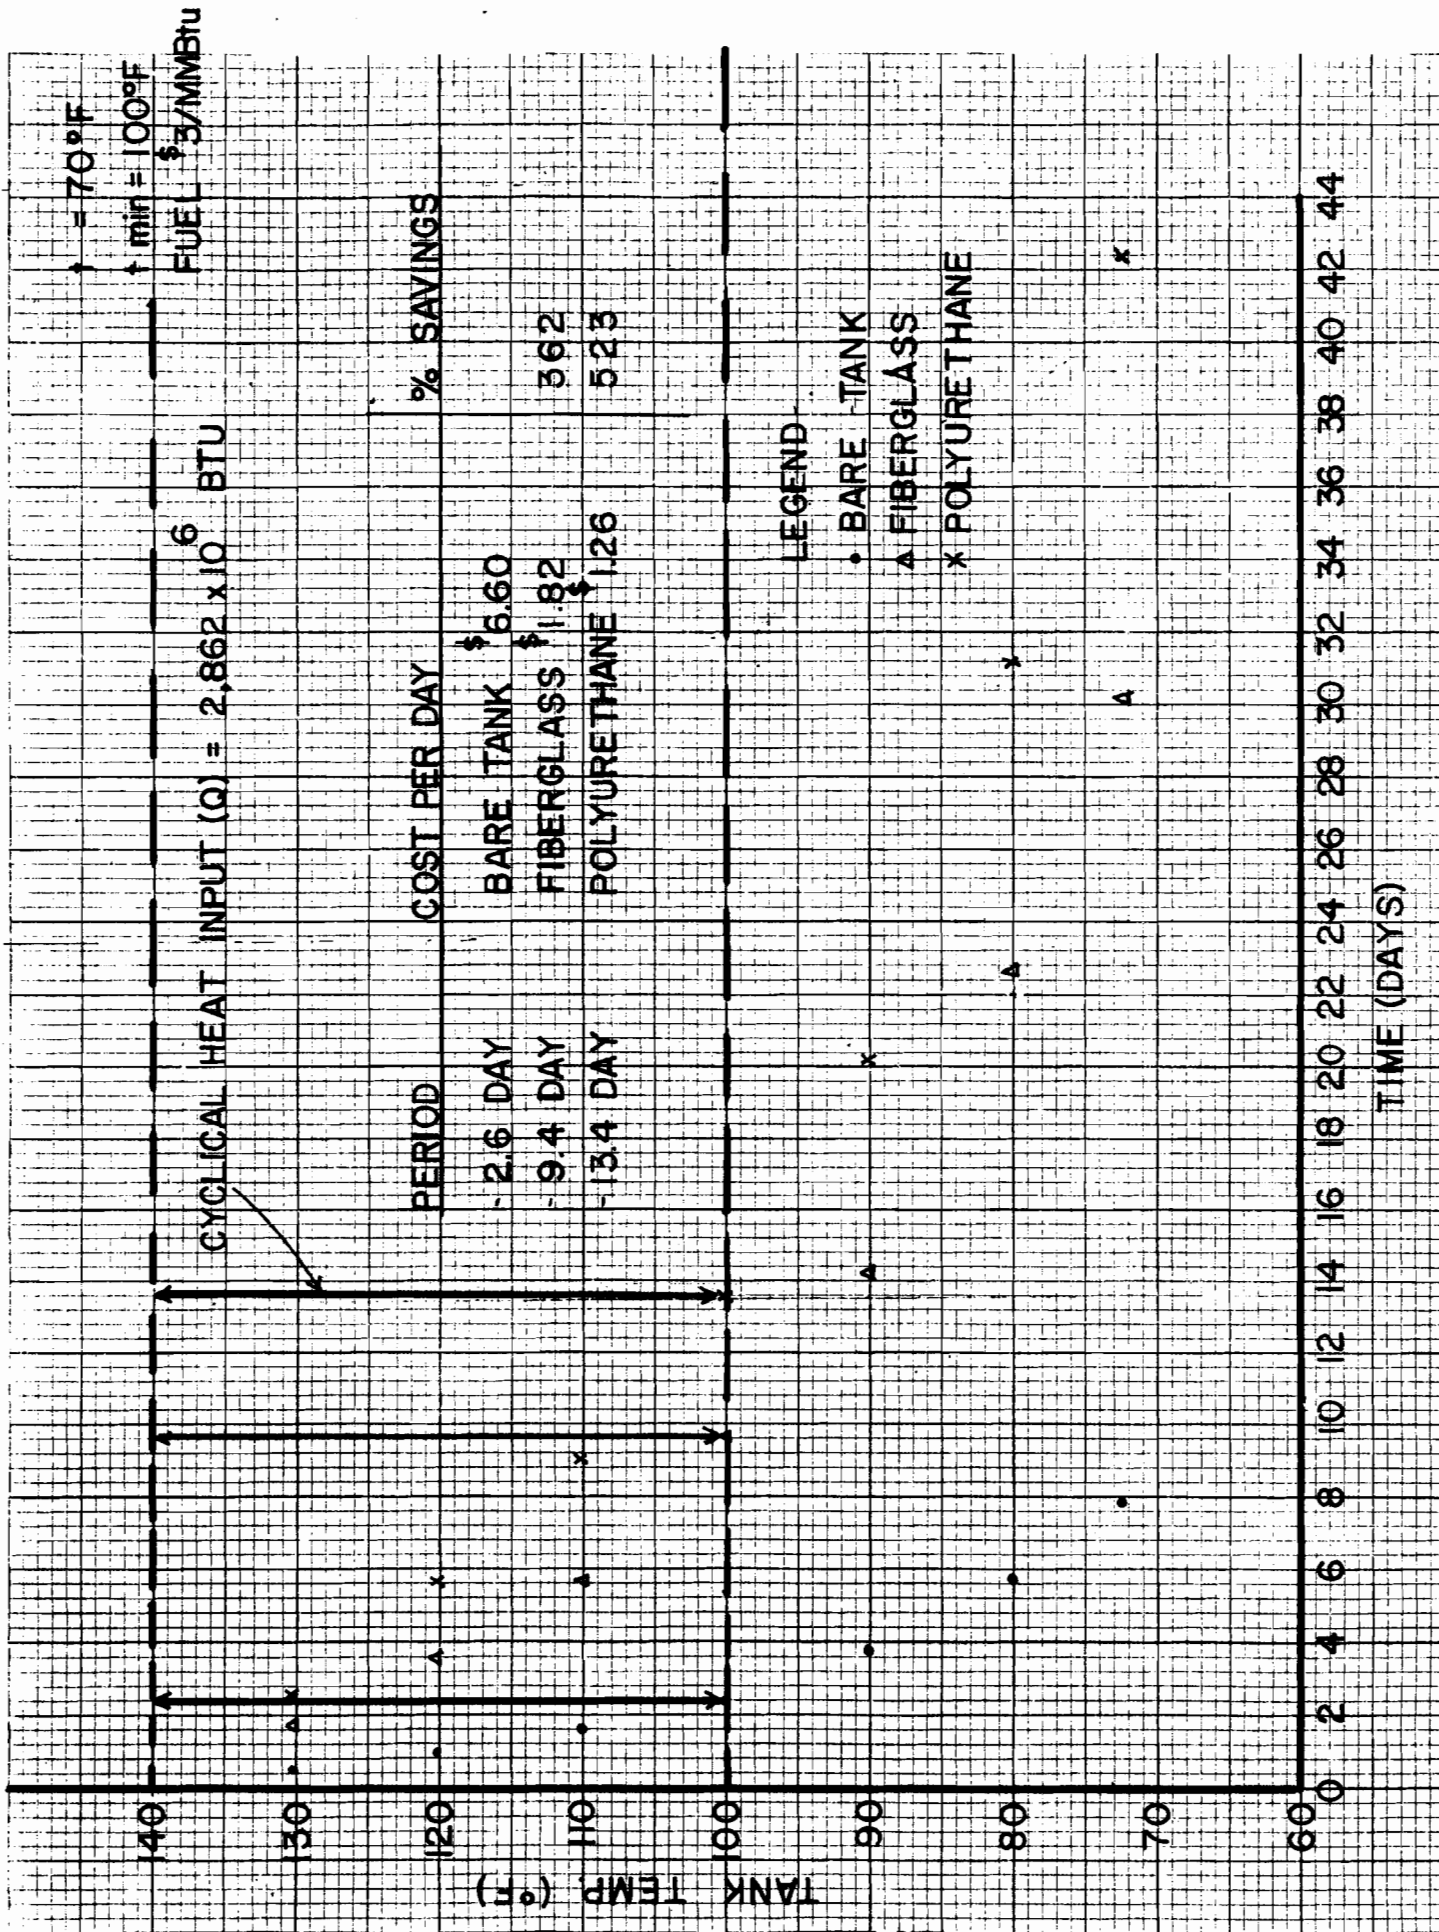 t = 70°F
t min = 100°F
FUEL $3/MMBtu
CYCLICAL HEAT INPUT (Q) = 2,862 x 10^6 BTU
PERIOD COST PER DAY % SAVINGS
- 2.6 DAY BARE TANK $6.60
- 9.4 DAY FIBERGLASS $1.82 362
- 13.4 DAY POLYURETHANE $1.26 523
LEGEND
• BARE TANK
△ FIBERGLASS
x POLYURETHANE
TANK TEMP. (°F)
140
130
120
110
100
90
80
70
60
0 2 4 6 8 10 12 14 16 18 20 22 24 26 28 30 32 34 36 38 40 42 44
TIME (DAYS)